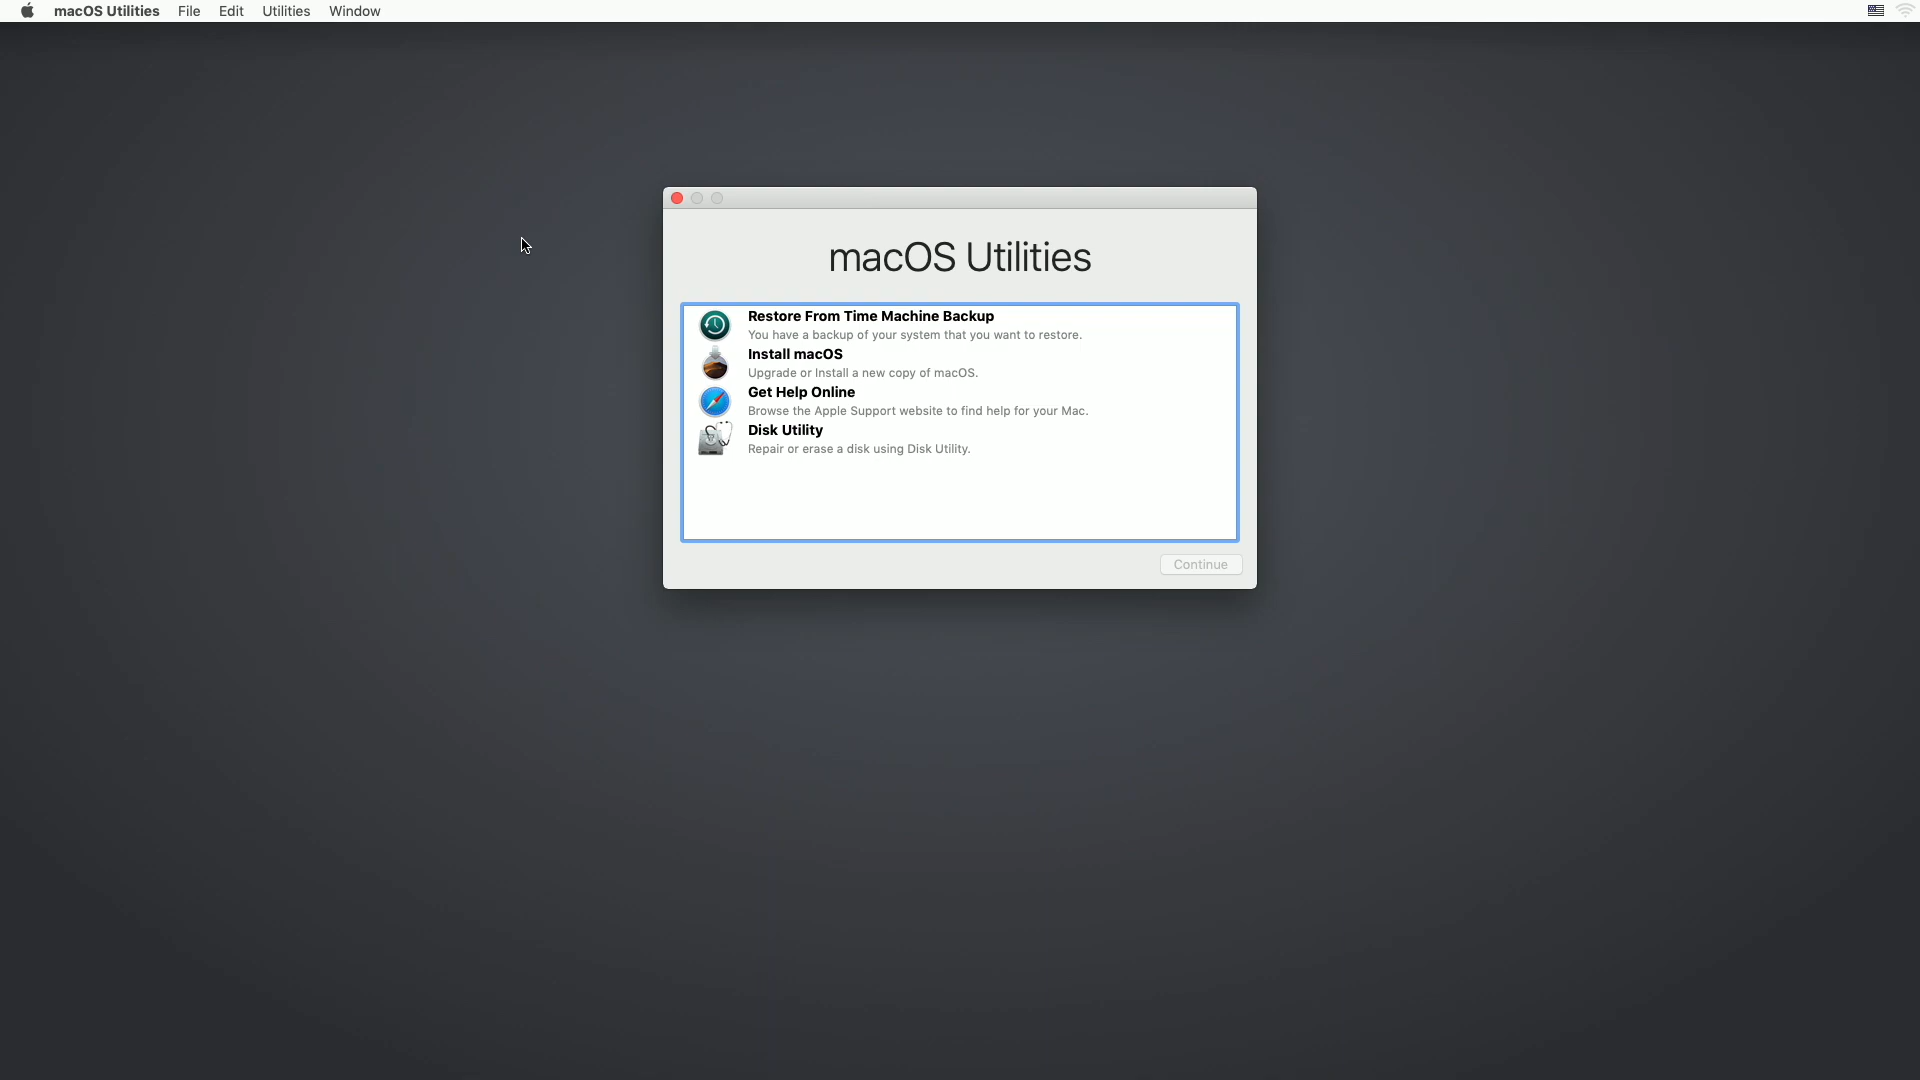 macOS Utilities File Edit Utilities Window
macOS Utilities
Restore From Time Machine Backup
You have a backup of your system that you want to restore.
Install macOS
Upgrade or Install a new copy of macOS.
Get Help Online
Browse the Apple Support website to find help for your Mac.
Disk Utility
Repair or erase a disk using Disk Utility.
Continue